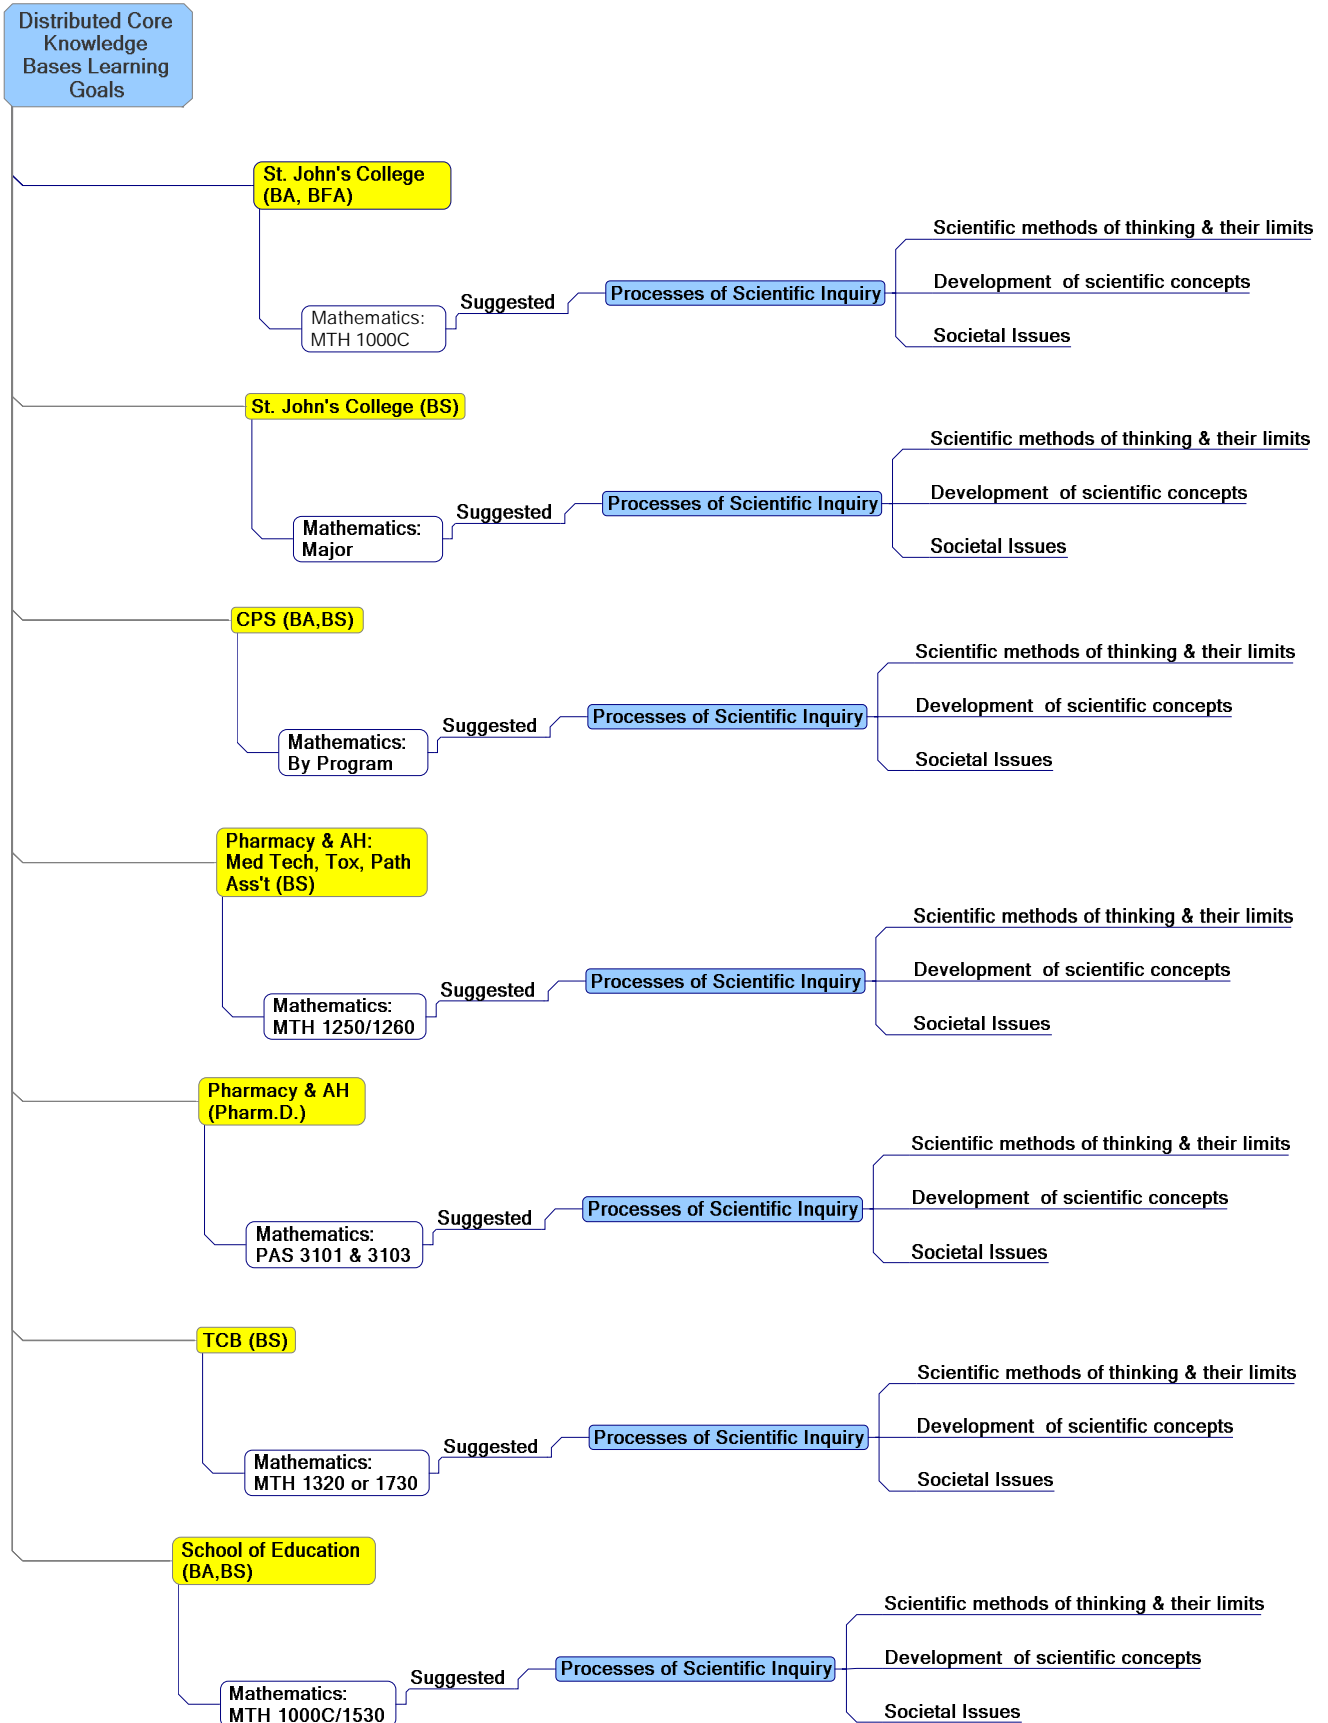 Distributed Core
Knowledge
Bases Learning
Goals
St. John's College
(BA, BFA)
Mathematics:
MTH 1000C
Suggested
Processes of Scientific Inquiry
Scientific methods of thinking & their limits
Development of scientific concepts
Societal Issues
St. John's College (BS)
Mathematics:
Major
Suggested
Processes of Scientific Inquiry
Scientific methods of thinking & their limits
Development of scientific concepts
Societal Issues
CPS (BA,BS)
Mathematics:
By Program
Suggested
Processes of Scientific Inquiry
Scientific methods of thinking & their limits
Development of scientific concepts
Societal Issues
Pharmacy & AH:
Med Tech, Tox, Path
Ass't (BS)
Mathematics:
MTH 1250/1260
Suggested
Processes of Scientific Inquiry
Scientific methods of thinking & their limits
Development of scientific concepts
Societal Issues
Pharmacy & AH
(Pharm.D.)
Mathematics:
PAS 3101 & 3103
Suggested
Processes of Scientific Inquiry
Scientific methods of thinking & their limits
Development of scientific concepts
Societal Issues
TCB (BS)
Mathematics:
MTH 1320 or 1730
Suggested
Processes of Scientific Inquiry
Scientific methods of thinking & their limits
Development of scientific concepts
Societal Issues
School of Education
(BA,BS)
Mathematics:
MTH 1000C/1530
Suggested
Processes of Scientific Inquiry
Scientific methods of thinking & their limits
Development of scientific concepts
Societal Issues